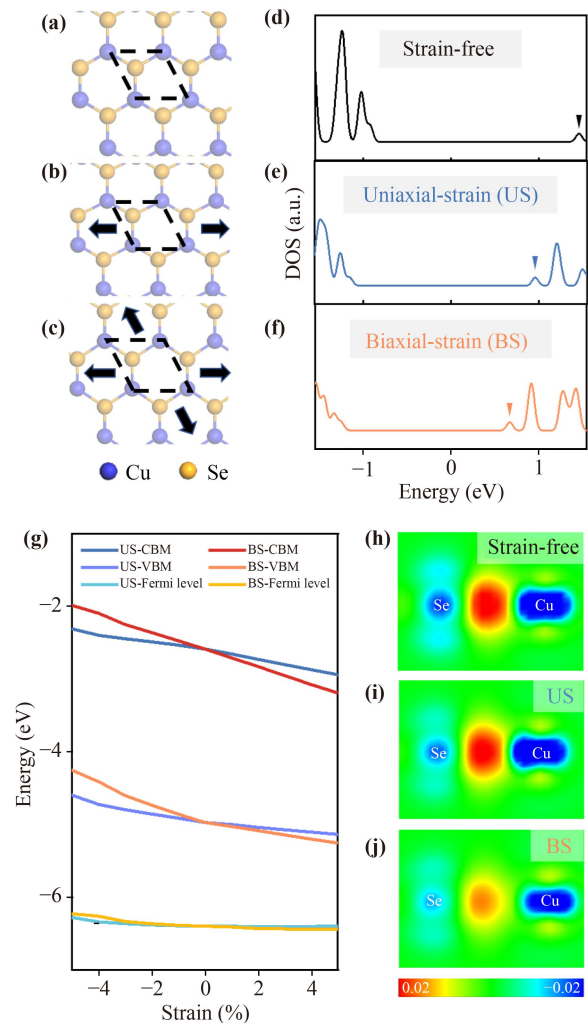 (a)
(b)
(c)
Cu
Se
(d)
Strain-free
(e)
Uniaxial-strain (US)
(f)
Biaxial-strain (BS)
DOS (a.u.)
−1
0
1
Energy (eV)
(g)
US-CBM
BS-CBM
US-VBM
BS-VBM
US-Fermi level
BS-Fermi level
−2
−4
−6
Energy (eV)
−4
−2
0
2
4
Strain (%)
(h)
Strain-free
Se
Cu
(i)
US
Se
Cu
(j)
BS
Se
Cu
0.02
−0.02